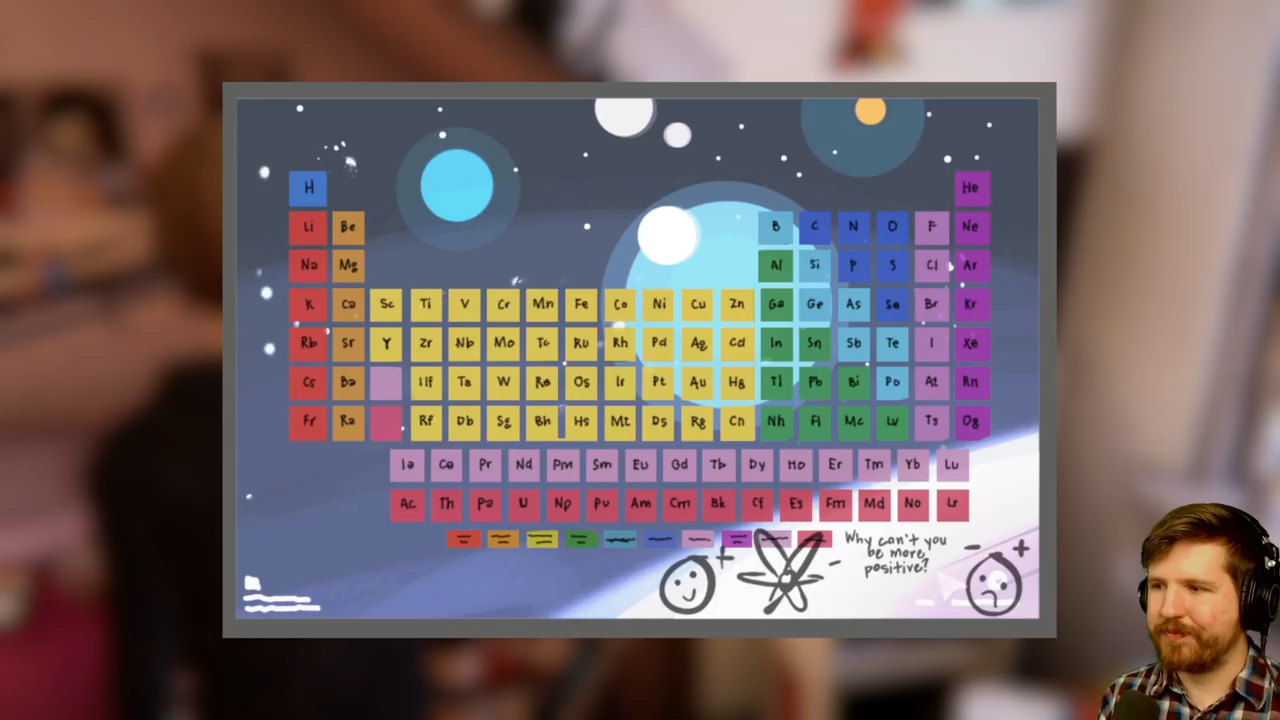 H He
Li Be B C N O F Ne
Na Mg Al Si P S Cl Ar
K Ca Sc Ti V Cr Mn Fe Co Ni Cu Zn Ga Ge As Se Br Kr
Rb Sr Y Zr Nb Mo Tc Ru Rh Pd Ag Cd In Sn Sb Te I Xe
Cs Ba Hf Ta W Re Os Ir Pt Au Hg Tl Pb Bi Po At Rn
Fr Ra Rf Db Sg Bh Hs Mt Ds Rg Cn Nh Fl Mc Lv Ts Og
La Ce Pr Nd Pm Sm Eu Gd Tb Dy Ho Er Tm Yb Lu
Ac Th Pa U Np Pu Am Cm Bk Cf Es Fm Md No Lr
Why can't you
be more
positive?
+ - - +